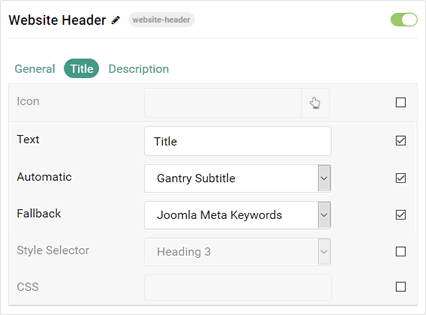 Website Header website-header
General Title Description
Icon
Text Title
Automatic Gantry Subtitle
Fallback Joomla Meta Keywords
Style Selector Heading 3
CSS